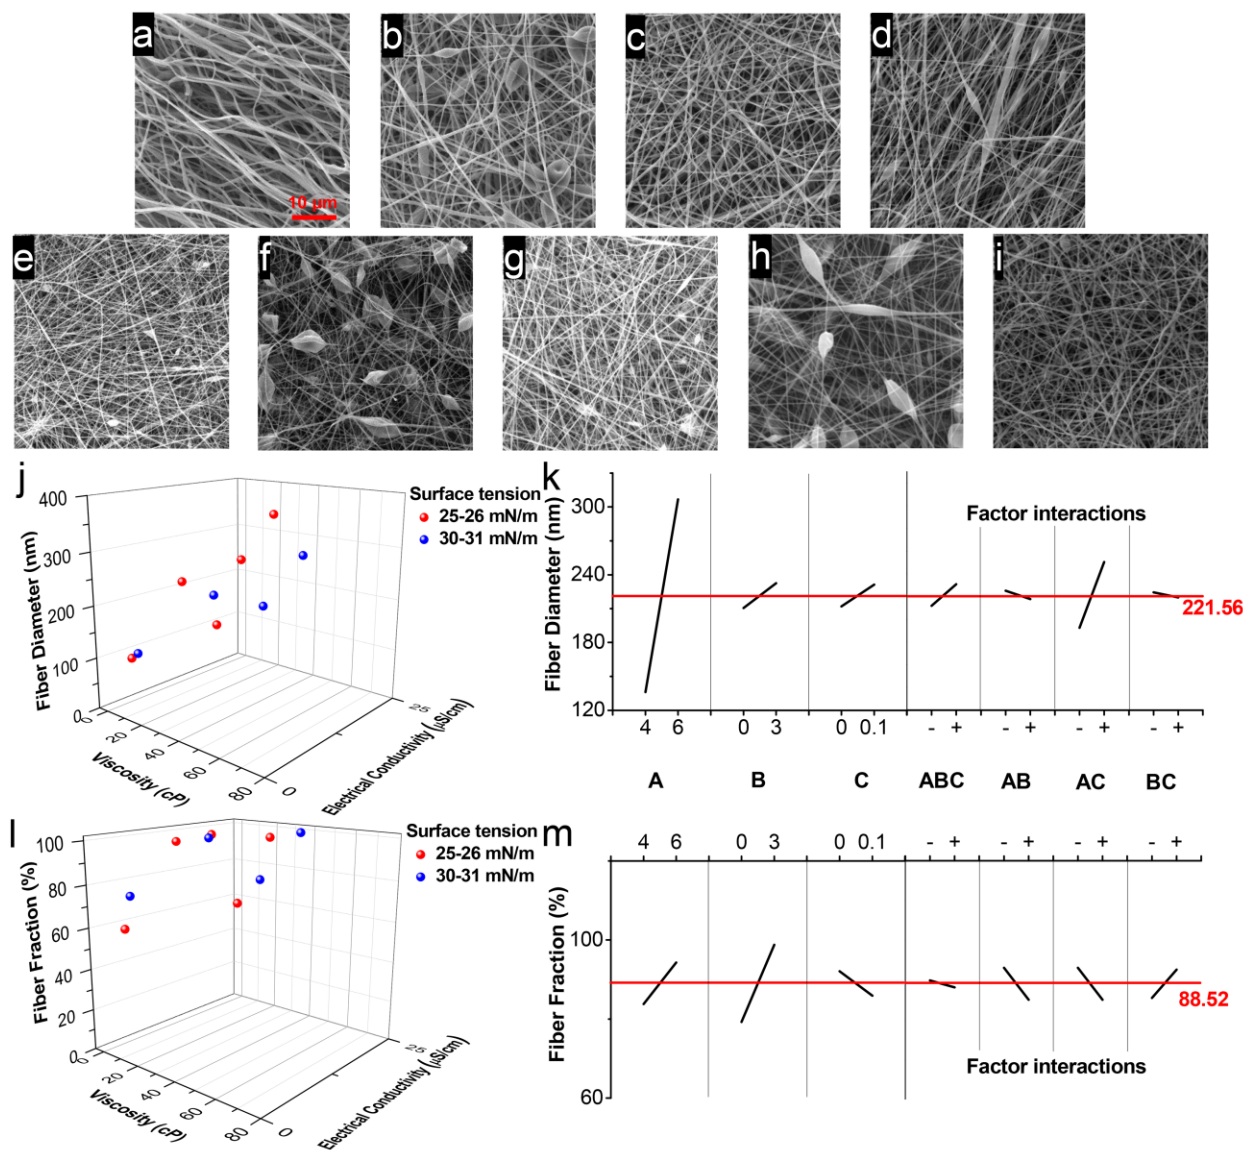 a
b
c
d
10 μm
e
f
g
h
i
j
Surface tension
25-26 mN/m
30-31 mN/m
400
300
200
100
0
Fiber Diameter (nm)
0
20
40
60
80
Viscosity (cP)
0
25
Electrical Conductivity (μS/cm)
k
Fiber Diameter (nm)
300
240
180
120
Factor interactions
221.56
4 6 0 3 0 0.1 - + - + - + - +
A B C ABC AB AC BC
l
Surface tension
25-26 mN/m
30-31 mN/m
100
80
60
40
20
0
Fiber Fraction (%)
0
20
40
60
80
Viscosity (cP)
0
25
Electrical Conductivity (μS/cm)
m
4 6 0 3 0 0.1 - + - + - + - +
Fiber Fraction (%)
100
60
88.52
Factor interactions